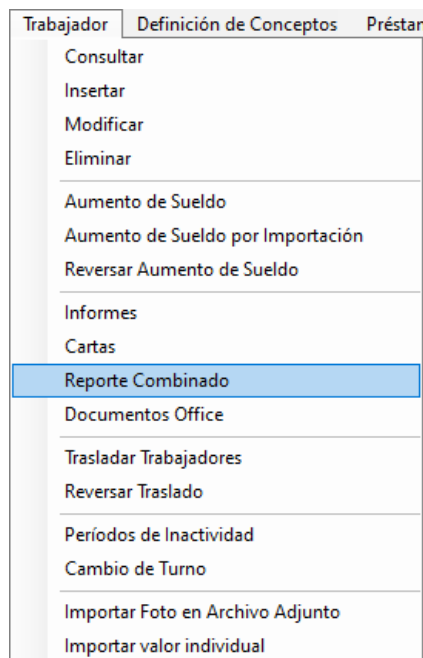 Trabajador Definición de Conceptos Préstar
Consultar
Insertar
Modificar
Eliminar
Aumento de Sueldo
Aumento de Sueldo por Importación
Reversar Aumento de Sueldo
Informes
Cartas
Reporte Combinado
Documentos Office
Trasladar Trabajadores
Reversar Traslado
Períodos de Inactividad
Cambio de Turno
Importar Foto en Archivo Adjunto
Importar valor individual